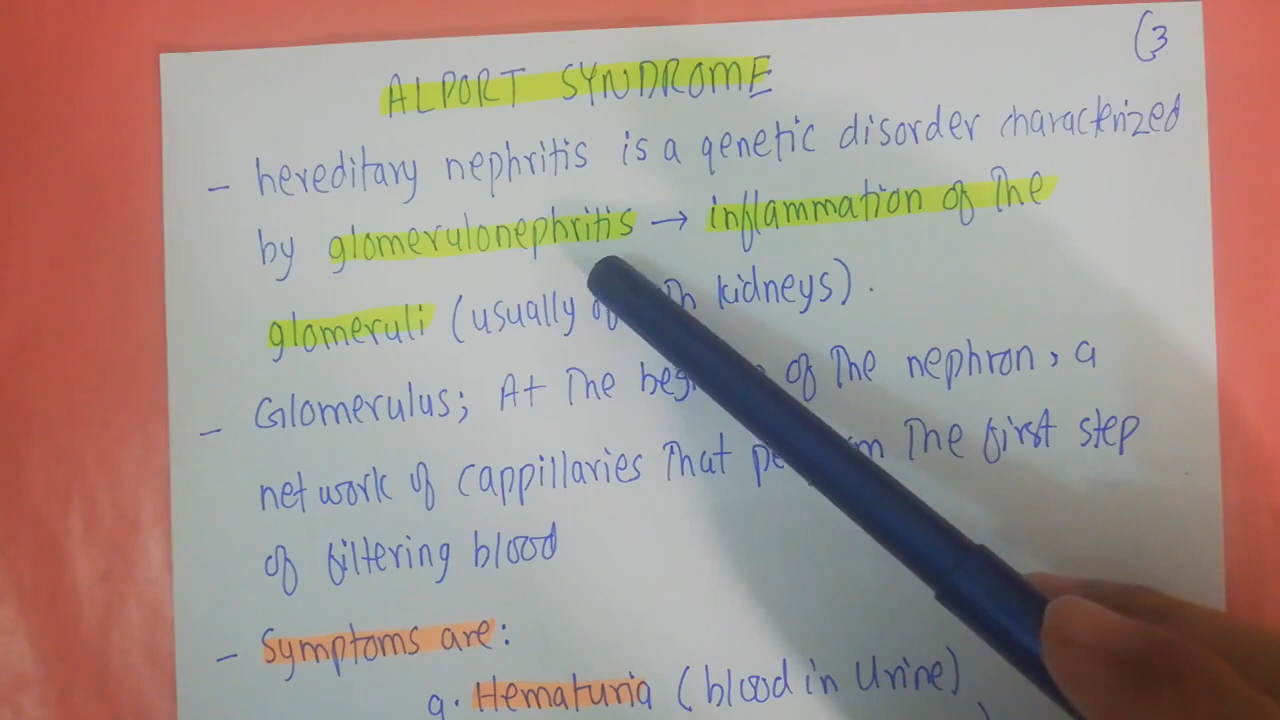 (3
ALPORT SYNDROME
- hereditary nephritis is a genetic disorder characterized
by glomerulonephritis → inflammation of the
glomeruli (usually kidneys).
- Glomerulus; At the of the nephron, a
network of cappillaries that the first step
of filtering blood
- Symptoms are:
a. Hematuria (blood in Urine)